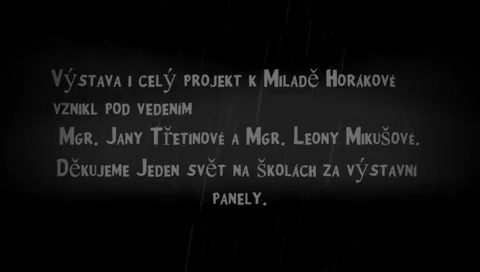 Výstava i celý projekt k Miladě Horákové
vznikl pod vedením
Mgr. Jany Třetinové a Mgr. Leony Mikušové.
Děkujeme Jeden svět na školách za výstavní
panely.